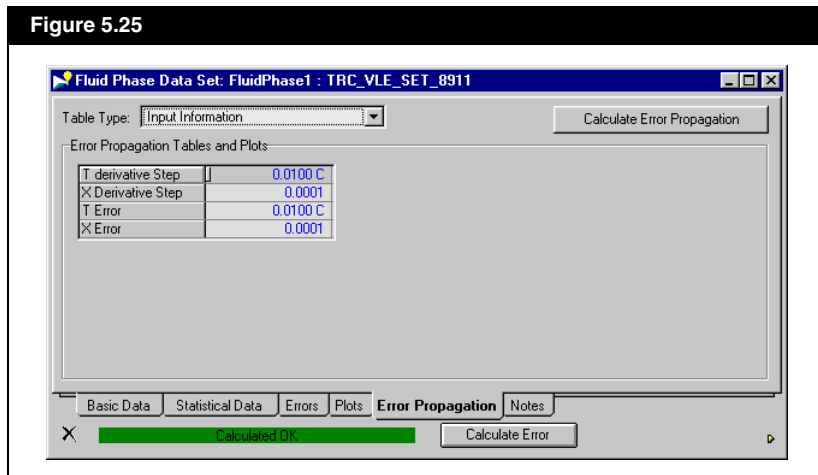 Figure 5.25
Fluid Phase Data Set: FluidPhase1 : TRC_VLE_SET_8911
Table Type: Input Information
Calculate Error Propagation
Error Propagation Tables and Plots
T derivative Step 0.0100 C
X Derivative Step 0.0001
T Error 0.0100 C
X Error 0.0001
Basic Data Statistical Data Errors Plots Error Propagation Notes
Calculated OK Calculate Error